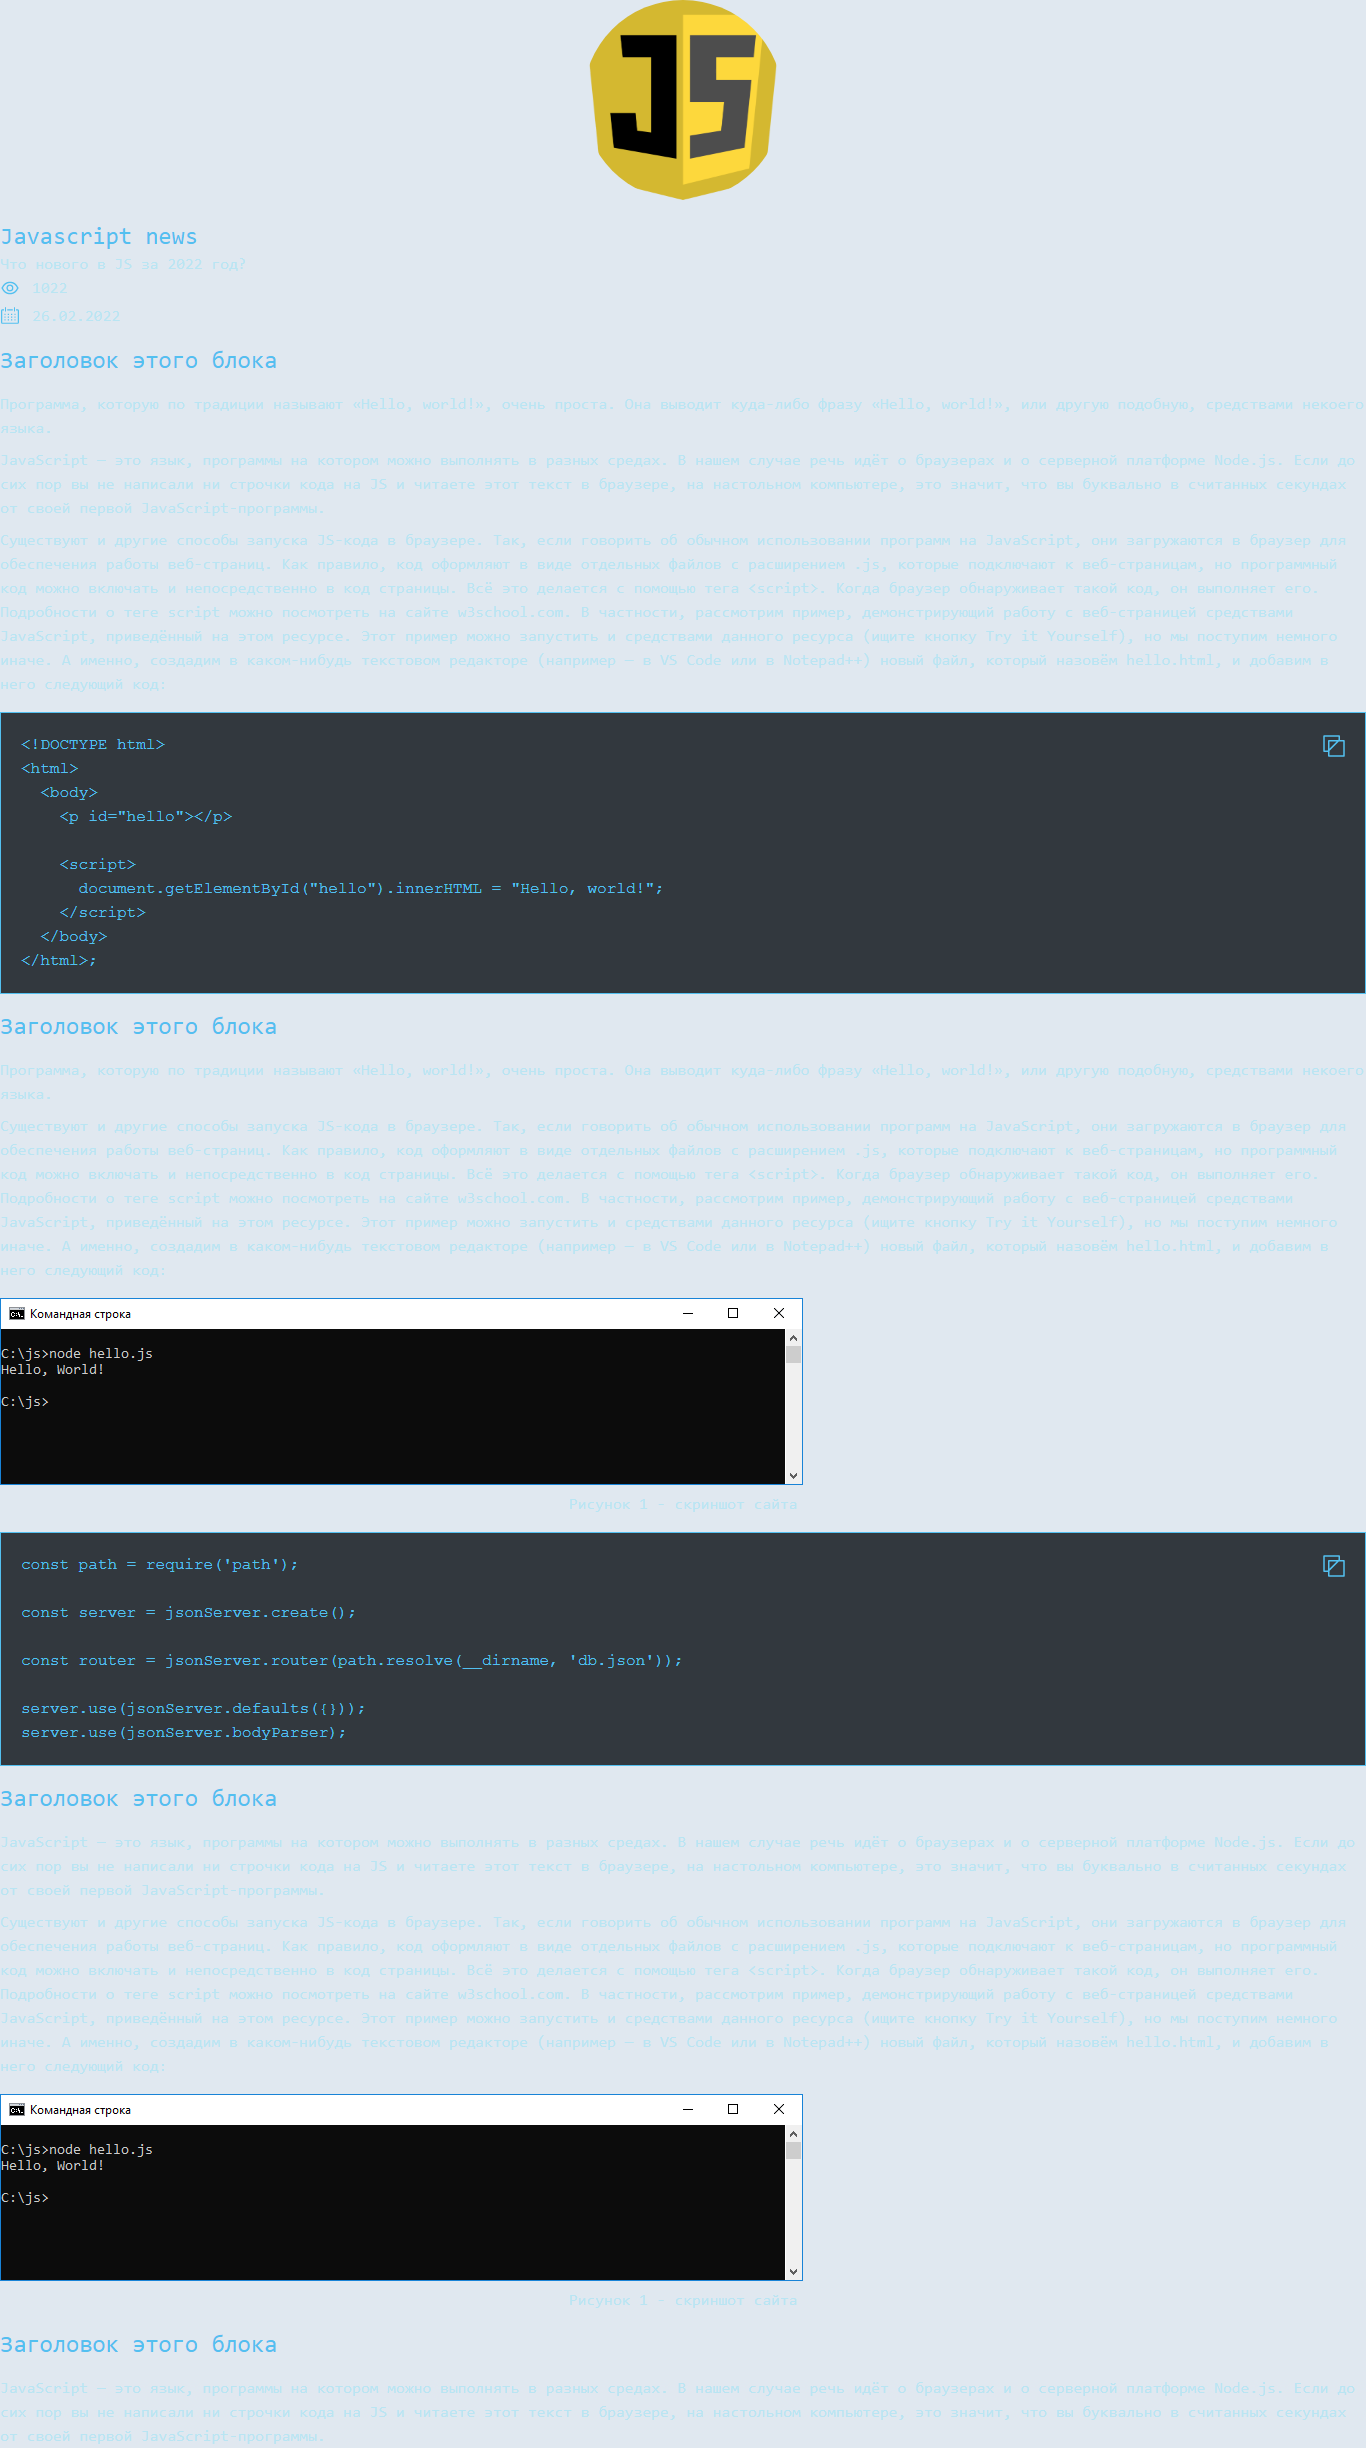 JS
Javascript news
Что нового в JS за 2022 год?
1022
26.02.2022
Заголовок этого блока
Программа, которую по традиции называют «Hello, world!», очень проста. Она выводит куда-либо фразу «Hello, world!», или другую подобную, средствами некоего
языка.
JavaScript — это язык, программы на котором можно выполнять в разных средах. В нашем случае речь идёт о браузерах и о серверной платформе Node.js. Если до
сих пор вы не написали ни строчки кода на JS и читаете этот текст в браузере, на настольном компьютере, это значит, что вы буквально в считанных секундах
от своей первой JavaScript-программы.
Существуют и другие способы запуска JS-кода в браузере. Так, если говорить об обычном использовании программ на JavaScript, они загружаются в браузер для
обеспечения работы веб-страниц. Как правило, код оформляют в виде отдельных файлов с расширением .js, которые подключают к веб-страницам, но программный
код можно включать и непосредственно в код страницы. Всё это делается с помощью тега <script>. Когда браузер обнаруживает такой код, он выполняет его.
Подробности о теге script можно посмотреть на сайте w3school.com. В частности, рассмотрим пример, демонстрирующий работу с веб-страницей средствами
JavaScript, приведённый на этом ресурсе. Этот пример можно запустить и средствами данного ресурса (ищите кнопку Try it Yourself), но мы поступим немного
иначе. А именно, создадим в каком-нибудь текстовом редакторе (например — в VS Code или в Notepad++) новый файл, который назовём hello.html, и добавим в
него следующий код:
<!DOCTYPE html>
<html>
  <body>
    <p id="hello"></p>
    <script>
      document.getElementById("hello").innerHTML = "Hello, world!";
    </script>
  </body>
</html>;
Заголовок этого блока
Программа, которую по традиции называют «Hello, world!», очень проста. Она выводит куда-либо фразу «Hello, world!», или другую подобную, средствами некоего
языка.
Существуют и другие способы запуска JS-кода в браузере. Так, если говорить об обычном использовании программ на JavaScript, они загружаются в браузер для
обеспечения работы веб-страниц. Как правило, код оформляют в виде отдельных файлов с расширением .js, которые подключают к веб-страницам, но программный
код можно включать и непосредственно в код страницы. Всё это делается с помощью тега <script>. Когда браузер обнаруживает такой код, он выполняет его.
Подробности о теге script можно посмотреть на сайте w3school.com. В частности, рассмотрим пример, демонстрирующий работу с веб-страницей средствами
JavaScript, приведённый на этом ресурсе. Этот пример можно запустить и средствами данного ресурса (ищите кнопку Try it Yourself), но мы поступим немного
иначе. А именно, создадим в каком-нибудь текстовом редакторе (например — в VS Code или в Notepad++) новый файл, который назовём hello.html, и добавим в
него следующий код:
Командная строка
C:\js>node hello.js
Hello, World!
C:\js>
Рисунок 1 - скриншот сайта
const path = require('path');
const server = jsonServer.create();
const router = jsonServer.router(path.resolve(__dirname, 'db.json'));
server.use(jsonServer.defaults({}));
server.use(jsonServer.bodyParser);
Заголовок этого блока
JavaScript — это язык, программы на котором можно выполнять в разных средах. В нашем случае речь идёт о браузерах и о серверной платформе Node.js. Если до
сих пор вы не написали ни строчки кода на JS и читаете этот текст в браузере, на настольном компьютере, это значит, что вы буквально в считанных секундах
от своей первой JavaScript-программы.
Существуют и другие способы запуска JS-кода в браузере. Так, если говорить об обычном использовании программ на JavaScript, они загружаются в браузер для
обеспечения работы веб-страниц. Как правило, код оформляют в виде отдельных файлов с расширением .js, которые подключают к веб-страницам, но программный
код можно включать и непосредственно в код страницы. Всё это делается с помощью тега <script>. Когда браузер обнаруживает такой код, он выполняет его.
Подробности о теге script можно посмотреть на сайте w3school.com. В частности, рассмотрим пример, демонстрирующий работу с веб-страницей средствами
JavaScript, приведённый на этом ресурсе. Этот пример можно запустить и средствами данного ресурса (ищите кнопку Try it Yourself), но мы поступим немного
иначе. А именно, создадим в каком-нибудь текстовом редакторе (например — в VS Code или в Notepad++) новый файл, который назовём hello.html, и добавим в
него следующий код:
Командная строка
C:\js>node hello.js
Hello, World!
C:\js>
Рисунок 1 - скриншот сайта
Заголовок этого блока
JavaScript — это язык, программы на котором можно выполнять в разных средах. В нашем случае речь идёт о браузерах и о серверной платформе Node.js. Если до
сих пор вы не написали ни строчки кода на JS и читаете этот текст в браузере, на настольном компьютере, это значит, что вы буквально в считанных секундах
от своей первой JavaScript-программы.